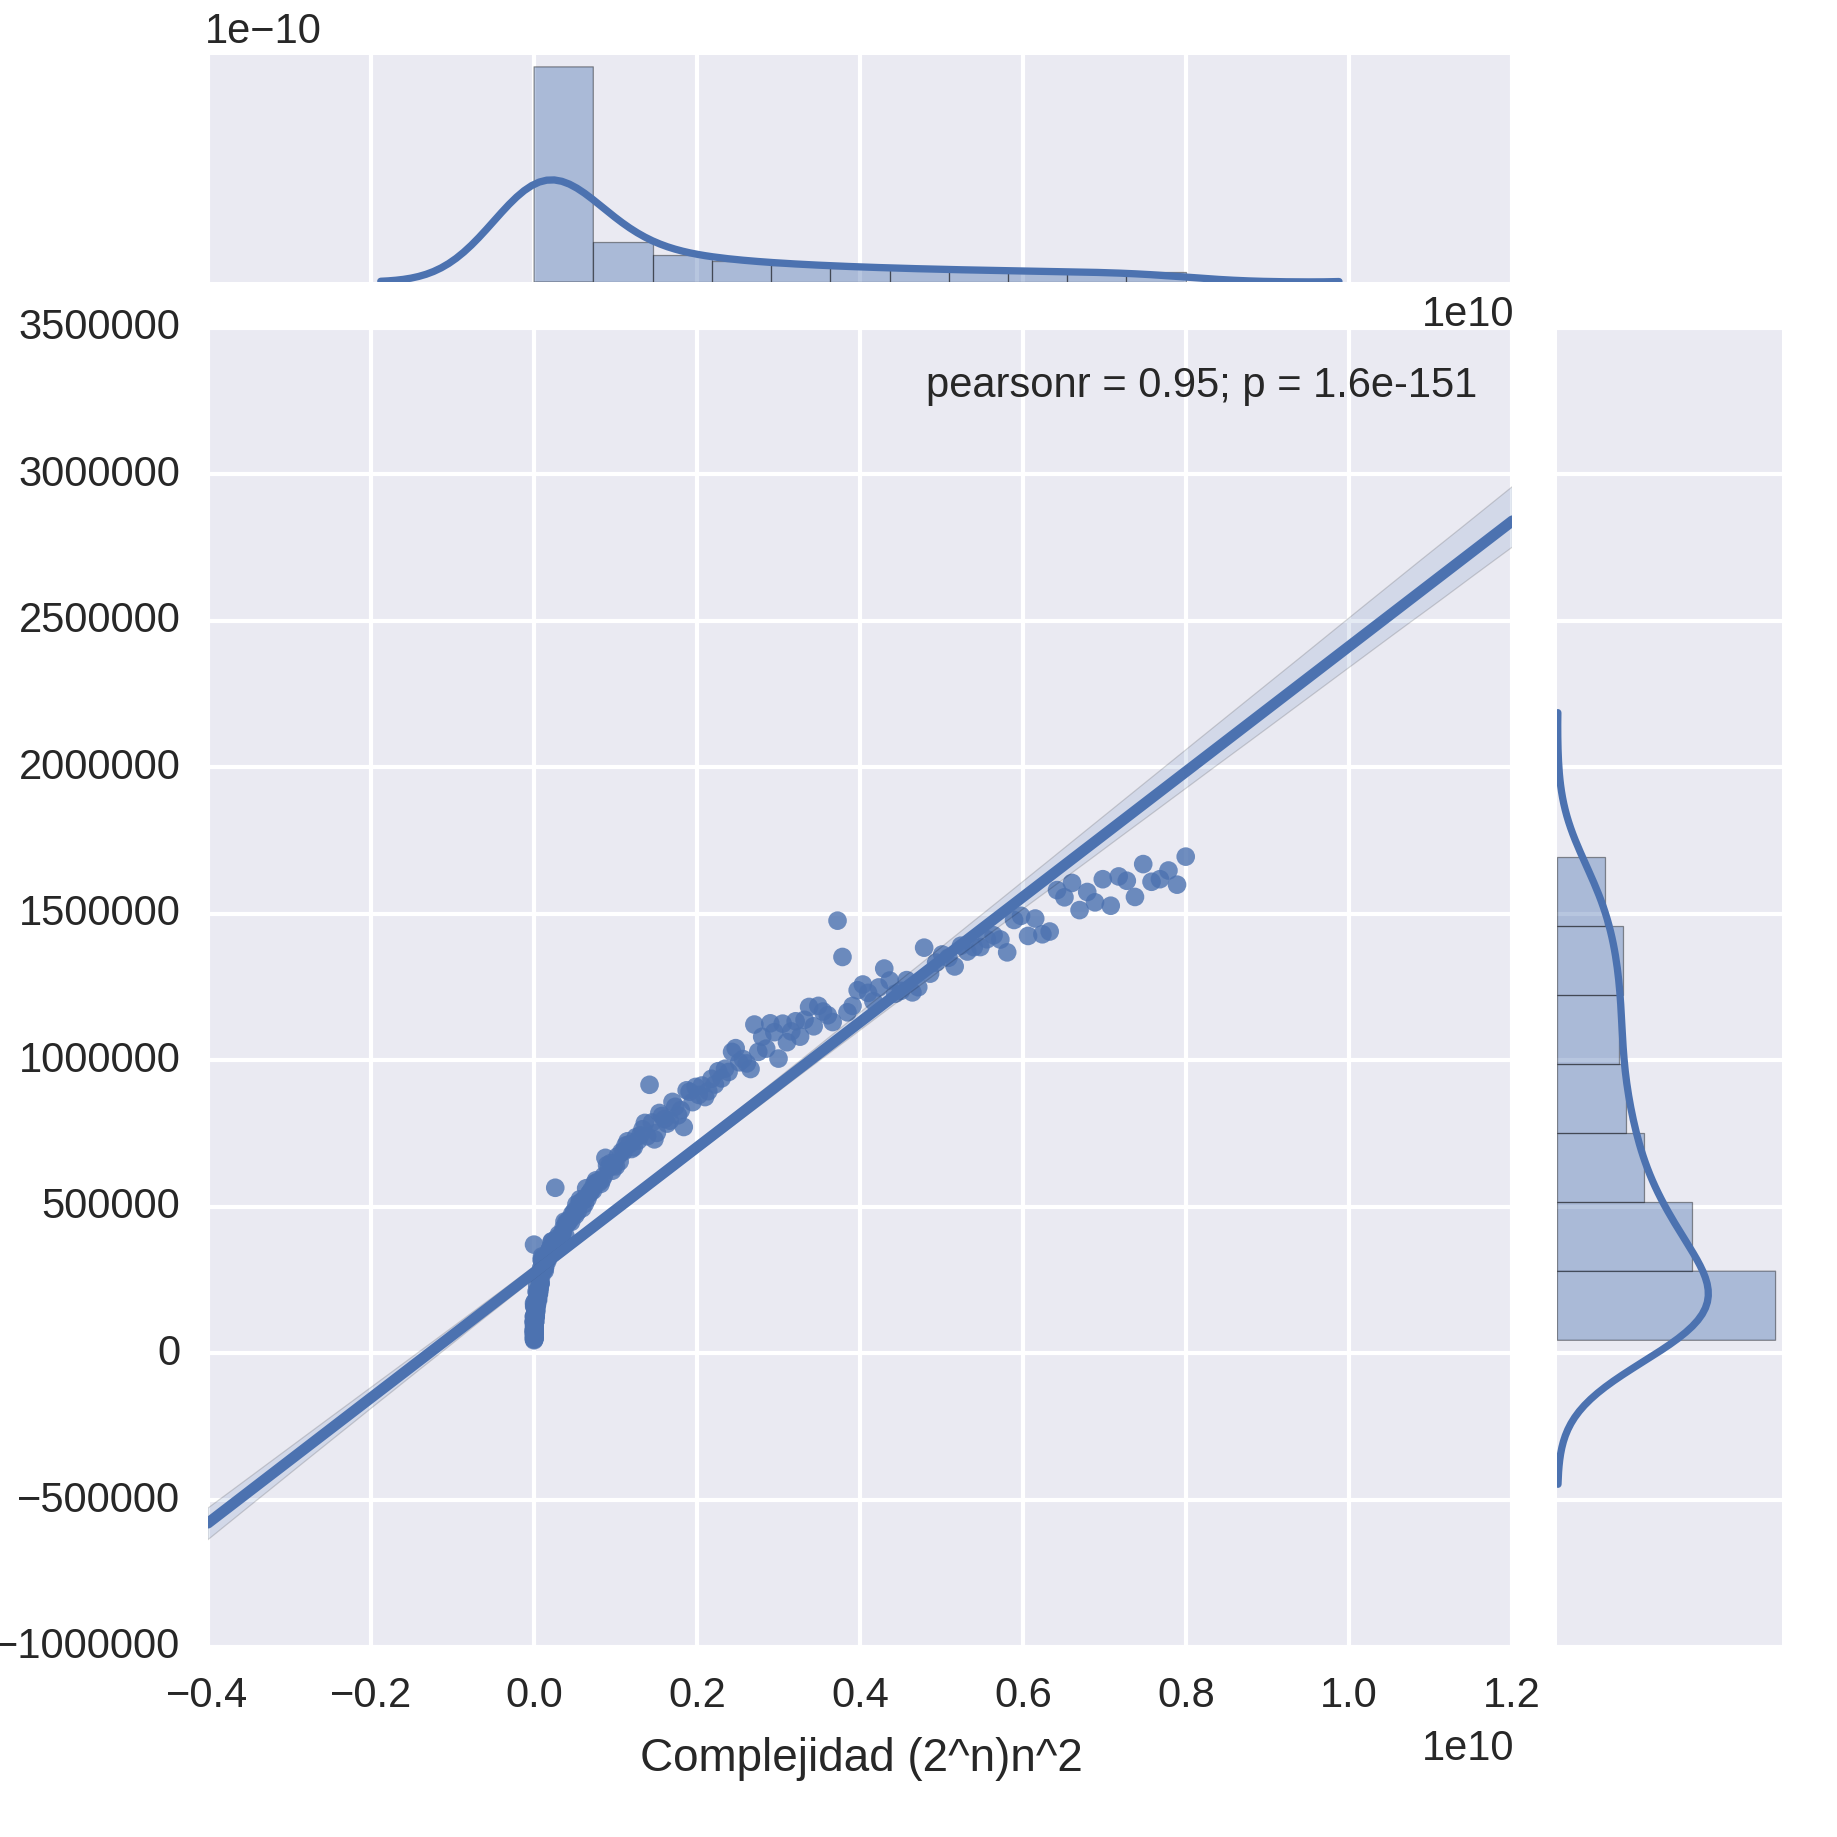 1e−10
1e10
3500000
pearsonr = 0.95; p = 1.6e-151
3000000
2500000
2000000
1500000
1000000
500000
0
−500000
−1000000
−0.4 −0.2 0.0 0.2 0.4 0.6 0.8 1.0 1.2
1e10
Complejidad (2^n)n^2